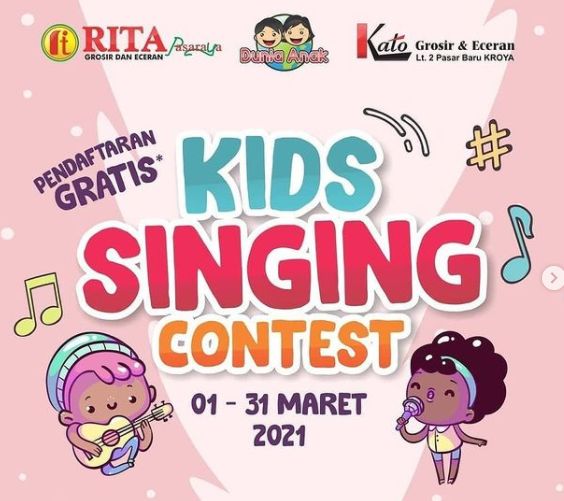 RITA Pasaraya
GROSIR DAN ECERAN
Dunia Anak
Kato Grosir & Eceran
Lt. 2 Pasar Baru KROYA
PENDAFTARAN
GRATIS*
KIDS
SINGING
CONTEST
01 - 31 MARET
2021